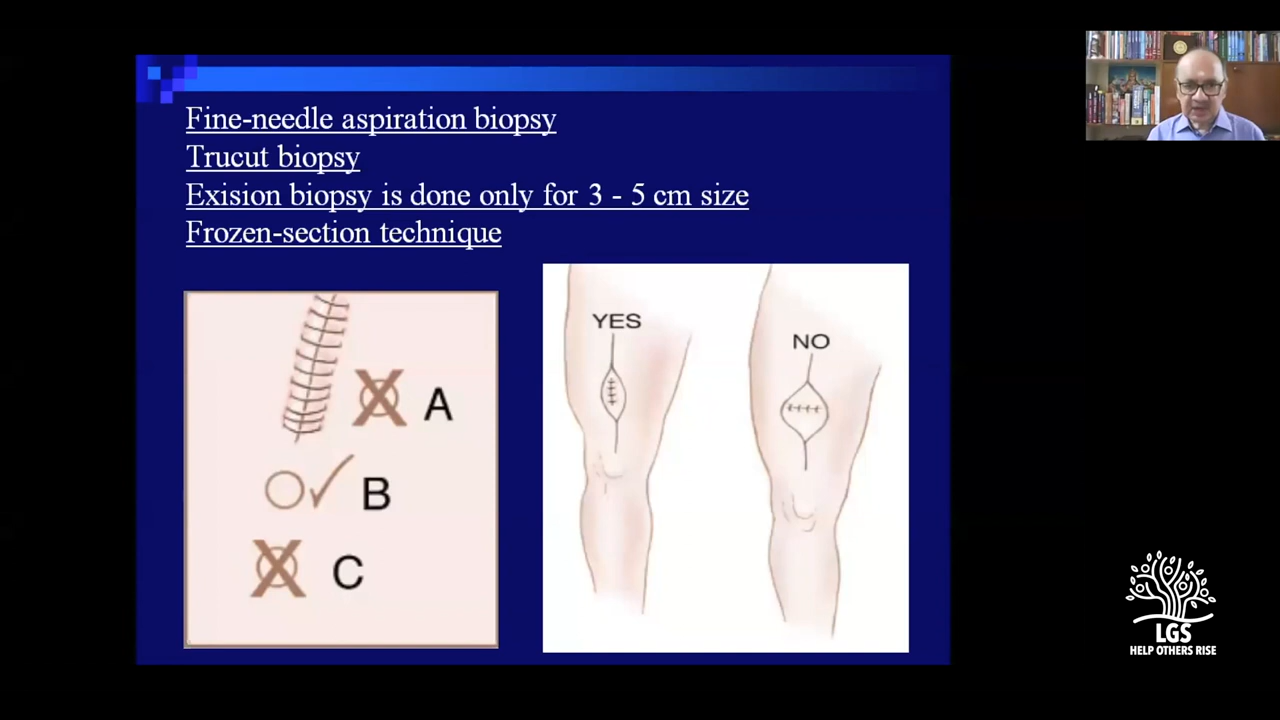 Fine-needle aspiration biopsy
Trucut biopsy
Exision biopsy is done only for 3 - 5 cm size
Frozen-section technique
A
B
C
YES
NO
LGS
HELP OTHERS RISE